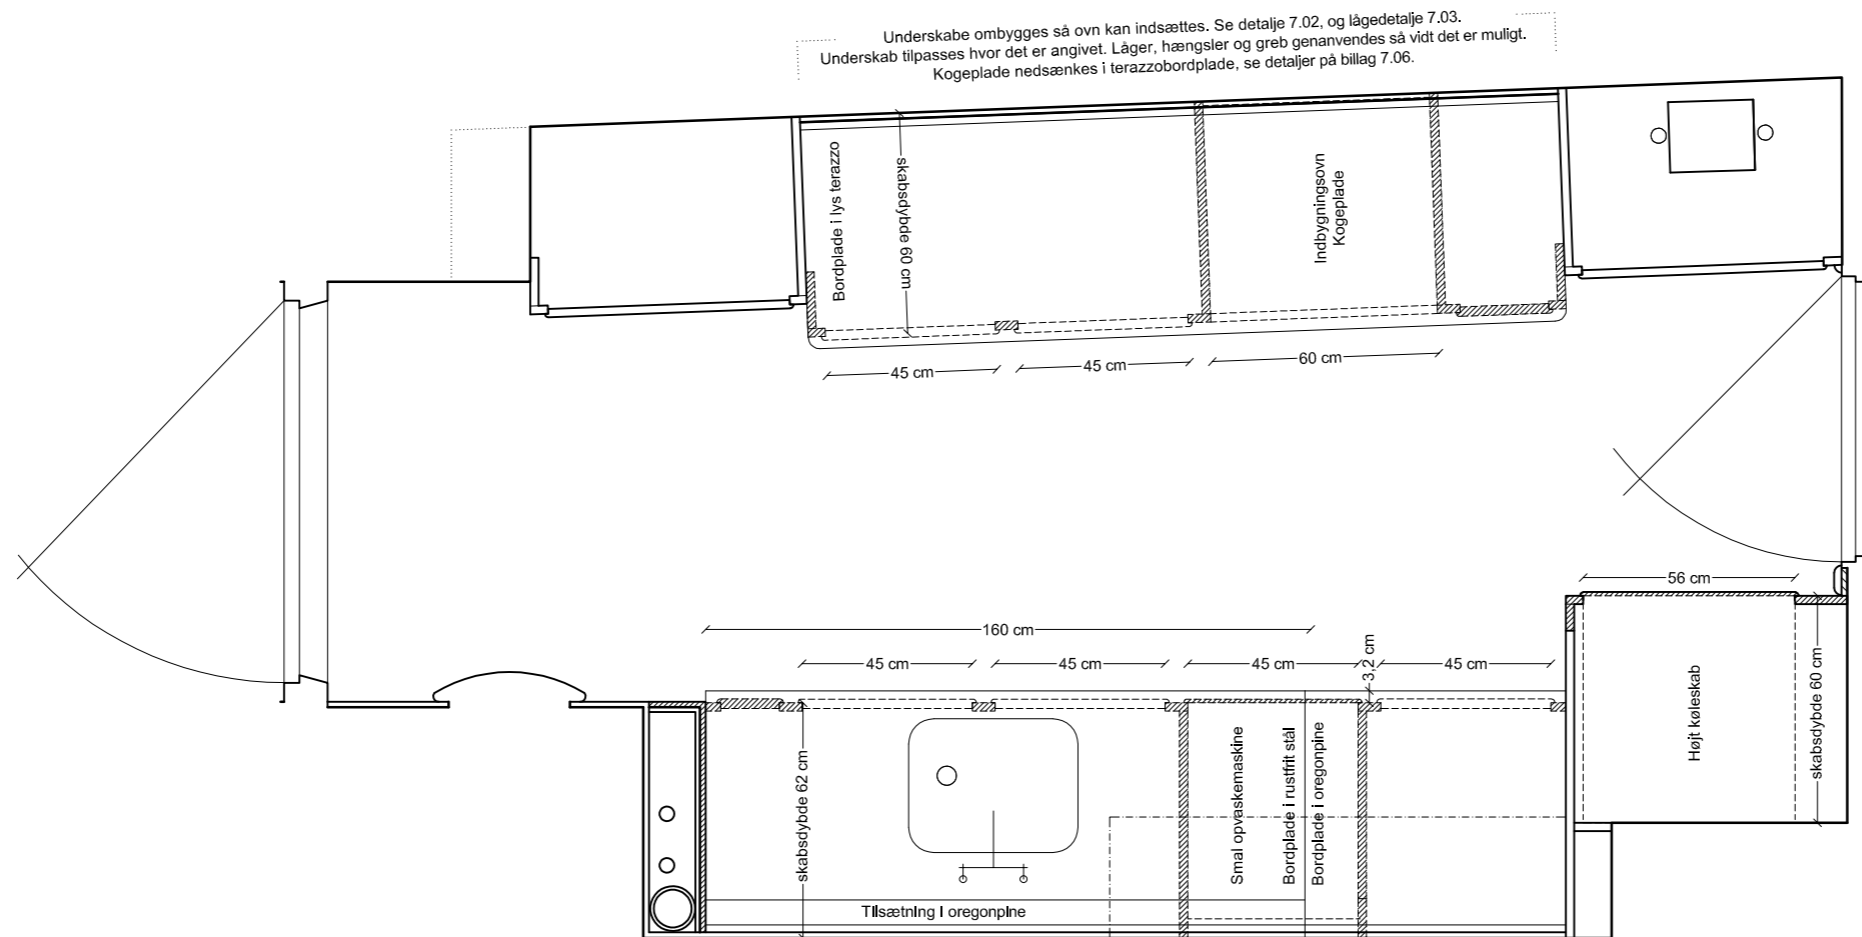 Underskabe ombygges så ovn kan indsættes. Se detalje 7.02, og lågedetalje 7.03.
Underskab tilpasses hvor det er angivet. Låger, hængsler og greb genanvendes så vidt det er muligt.
Kogeplade nedsænkes i terazzobordplade, se detaljer på billag 7.06.
Bordplade i lys terazzo
skabsdybde 60 cm
Indbygningsovn
Kogeplade
45 cm
45 cm
60 cm
56 cm
160 cm
45 cm
45 cm
45 cm
3,2 cm
45 cm
skabsdybde 62 cm
Smal opvaskemaskine
Bordplade i rustfrit stål
Bordplade i oregonpine
Højt køleskab
skabsdybde 60 cm
Tilsætning i oregonpine